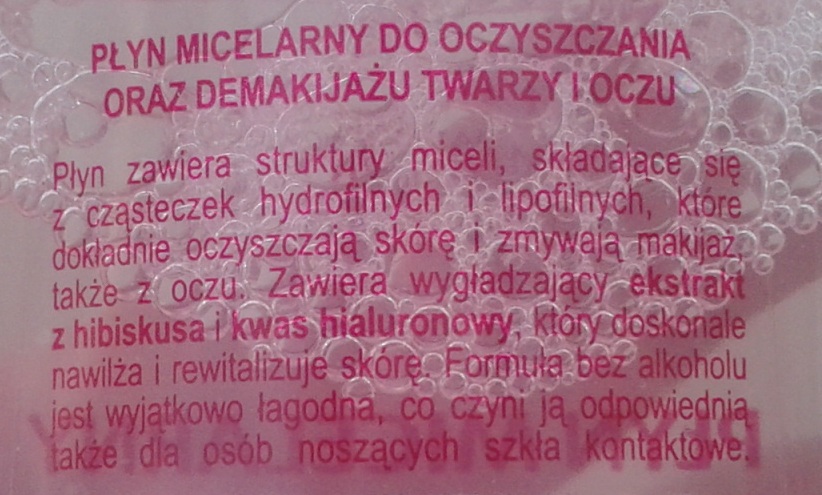 PŁYN MICELARNY DO OCZYSZCZANIA
ORAZ DEMAKIJAŻU TWARZY I OCZU
Płyn zawiera struktury miceli, składające się
z cząsteczek hydrofilnych i lipofilnych, które
dokładnie oczyszczają skórę i zmywają makijaż,
także z oczu. Zawiera wygładzający ekstrakt
z hibiskusa i kwas hialuronowy, który doskonale
nawilża i rewitalizuje skórę. Formuła bez alkoholu
jest wyjątkowo łagodna, co czyni ją odpowiednią
także dla osób noszących szkła kontaktowe.